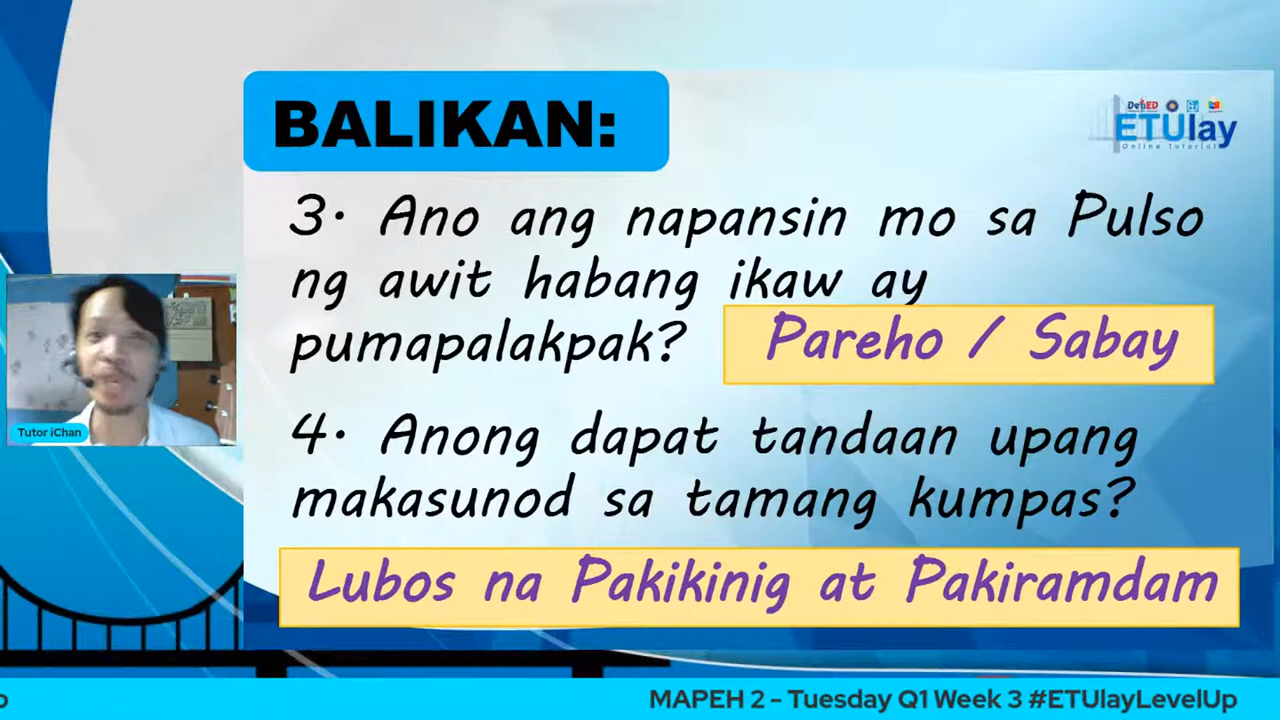 BALIKAN:
DepED
ETUlay
Online Tutorial
3. Ano ang napansin mo sa Pulso
ng awit habang ikaw ay
pumapalakpak?
Pareho / Sabay
4. Anong dapat tandaan upang
makasunod sa tamang kumpas?
Lubos na Pakikinig at Pakiramdam
Tutor iChan
MAPEH 2 - Tuesday Q1 Week 3 #ETUlayLevelUp